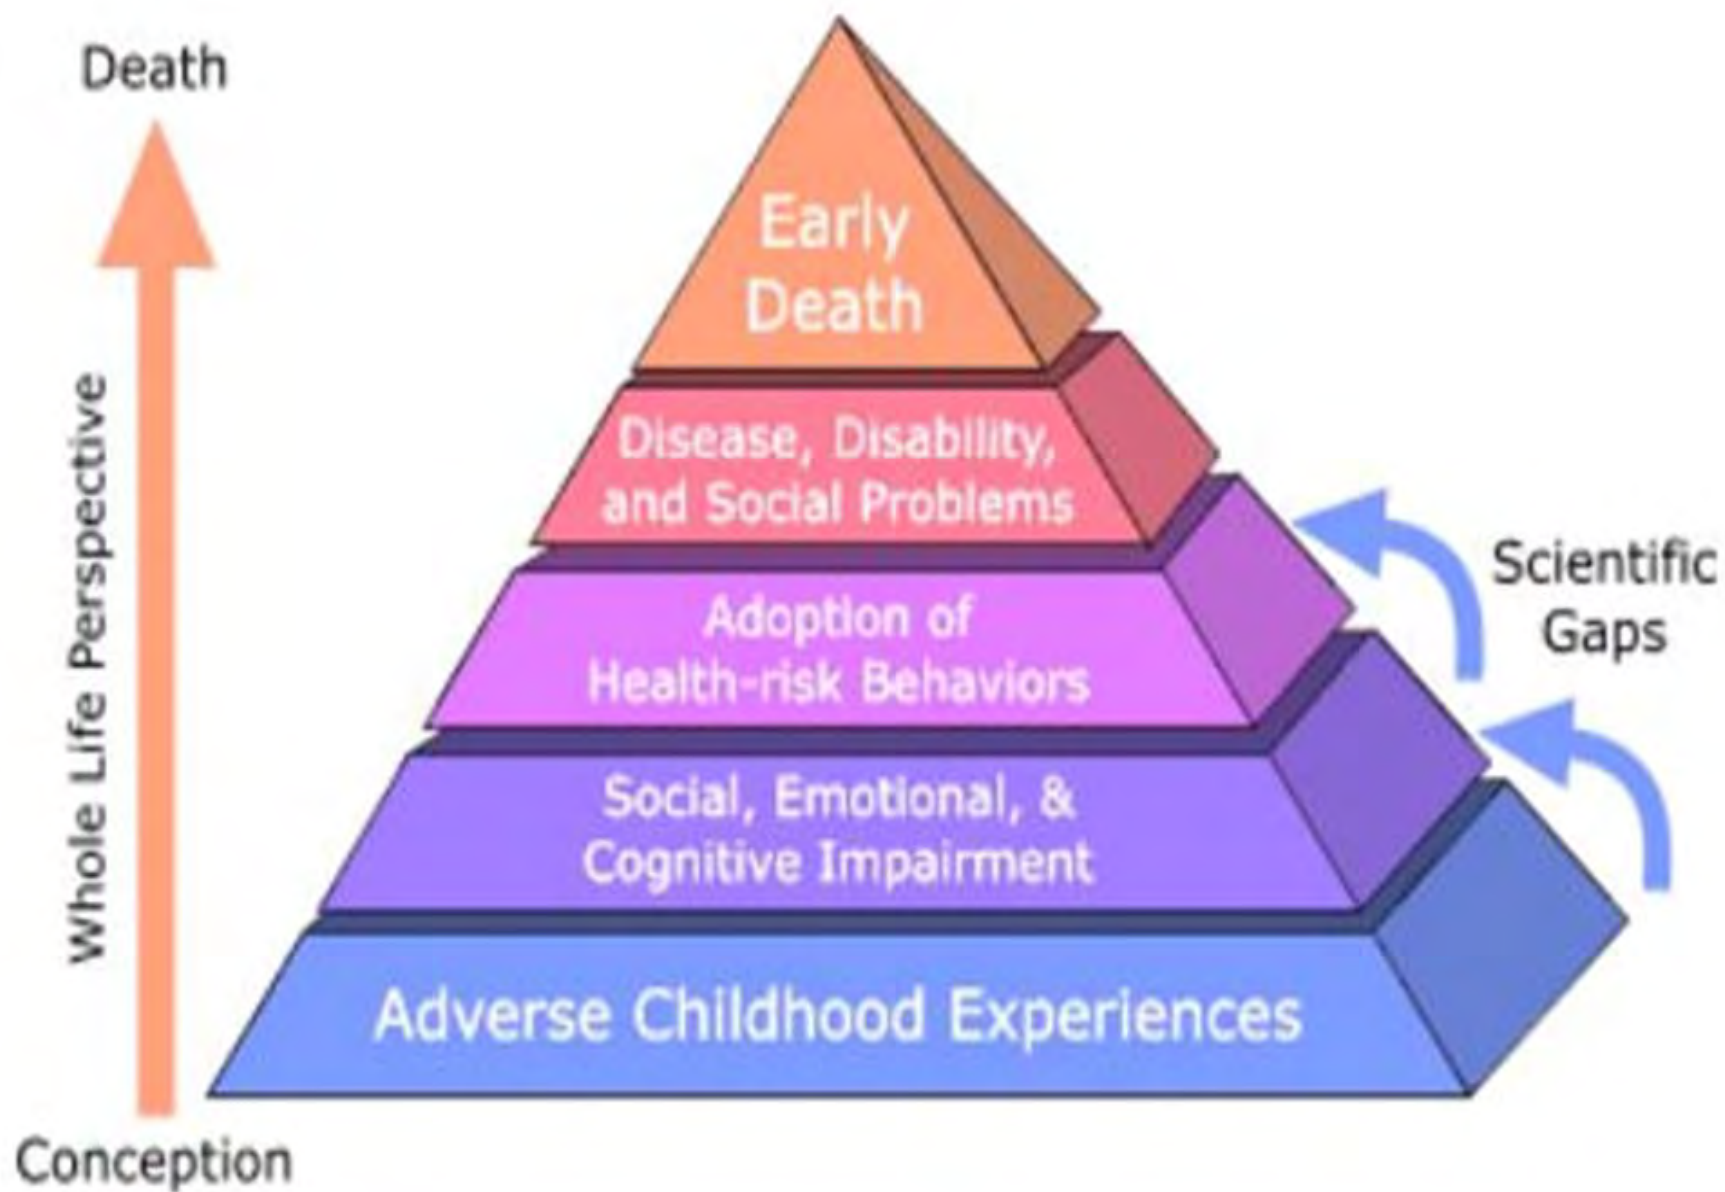 Death
Whole Life Perspective
Conception
Early
Death
Disease, Disability,
and Social Problems
Adoption of
Health-risk Behaviors
Social, Emotional, &
Cognitive Impairment
Adverse Childhood Experiences
Scientific
Gaps